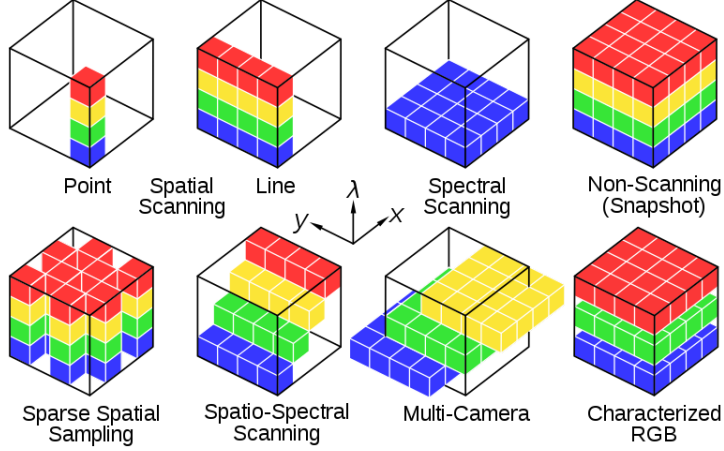 Point
Spatial
Scanning
Line
Spectral
Scanning
Non-Scanning
(Snapshot)
λ
y
x
Sparse Spatial
Sampling
Spatio-Spectral
Scanning
Multi-Camera
Characterized
RGB